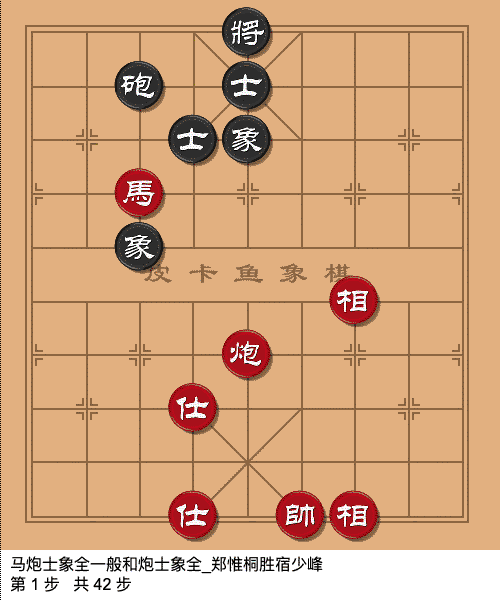 將
砲 士
士 象
馬
象
皮卡鱼象棋
相
炮
仕
仕 帥 相
马炮士象全一般和炮士象全_郑惟桐胜宿少峰
第 1 步 共 42 步